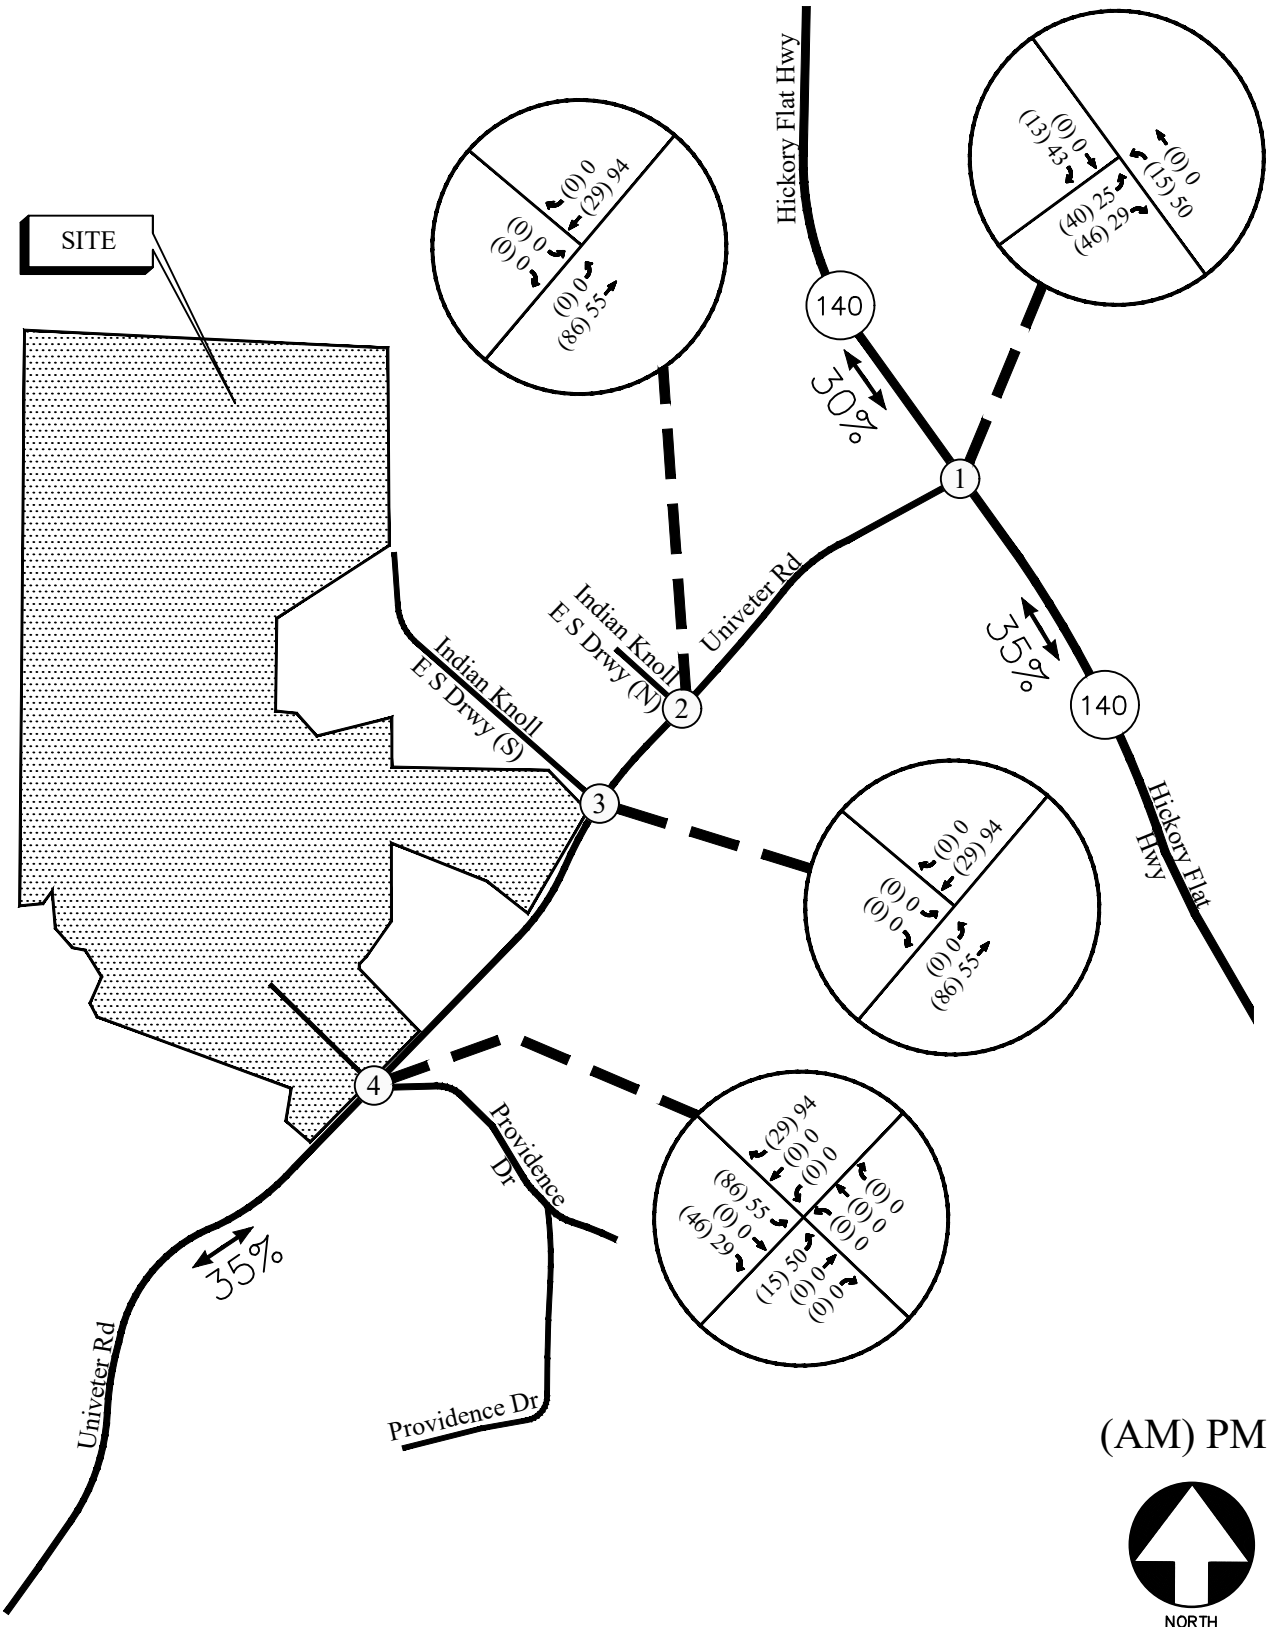 Hickory Flat Hwy
(0) 0
(13) 43
(0) 0
(15) 50
(40) 25
(46) 29
(0) 0
(29) 94
(0) 0
(0) 0
(0) 0
(86) 55
SITE
140
30%
1
Univeter Rd
Indian Knoll
E S Drwy (N)
2
35%
140
Indian Knoll
E S Drwy (S)
3
Hickory Flat
Hwy
(0) 0
(29) 94
(0) 0
(0) 0
(0) 0
(86) 55
4
Providence
Dr
(29) 94
(0) 0
(0) 0
(86) 55
(0) 0
(46) 29
(0) 0
(0) 0
(0) 0
(15) 50
(0) 0
(0) 0
35%
Univeter Rd
Providence Dr
(AM) PM
NORTH